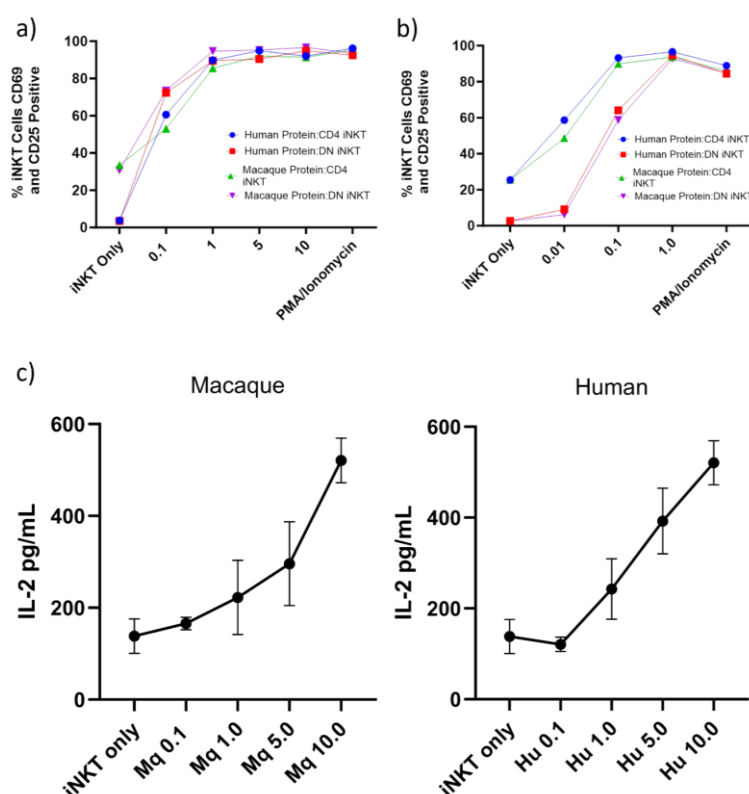 a)
% iNKT Cells CD69
and CD25 Positive
100
80
60
40
20
0
Human Protein:CD4 iNKT
Human Protein:DN iNKT
Macaque Protein:CD4
iNKT
Macaque Protein:DN iNKT
iNKT Only
0.1
1
5
10
PMA/Ionomycin
b)
% iNKT Cells CD69
and CD25 Positive
100
80
60
40
20
0
Human Protein:CD4 iNKT
Human Protein:DN iNKT
Macaque Protein:CD4
iNKT
Macaque Protein:DN iNKT
iNKT Only
0.01
0.1
1.0
PMA/Ionomycin
c)
Macaque
IL-2 pg/mL
600
400
200
0
iNKT only
Mq 0.1
Mq 1.0
Mq 5.0
Mq 10.0
Human
IL-2 pg/mL
600
400
200
0
iNKT only
Hu 0.1
Hu 1.0
Hu 5.0
Hu 10.0